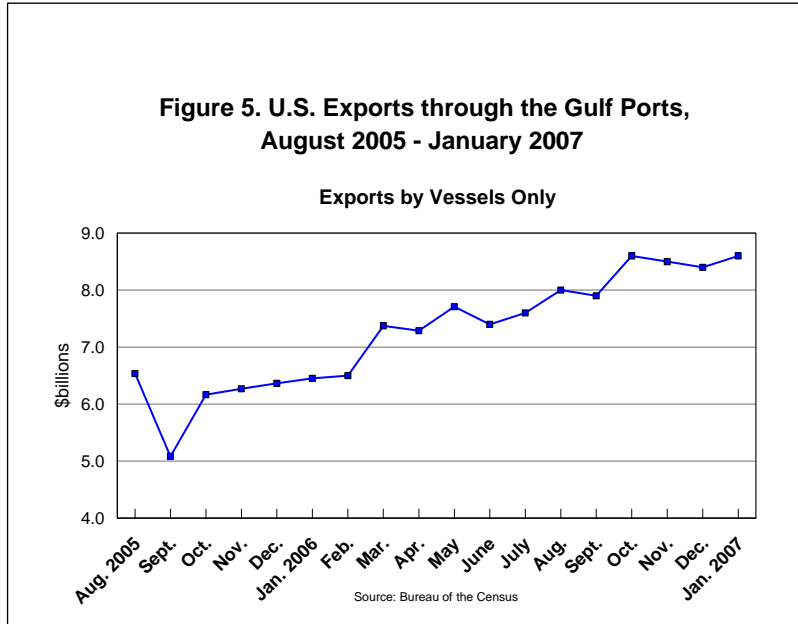 Figure 5. U.S. Exports through the Gulf Ports,
August 2005 - January 2007
Exports by Vessels Only
$billions
9.0
8.0
7.0
6.0
5.0
4.0
Aug. 2005
Sept.
Oct.
Nov.
Dec.
Jan. 2006
Feb.
Mar.
Apr.
May
June
July
Aug.
Sept.
Oct.
Nov.
Dec.
Jan. 2007
Source: Bureau of the Census